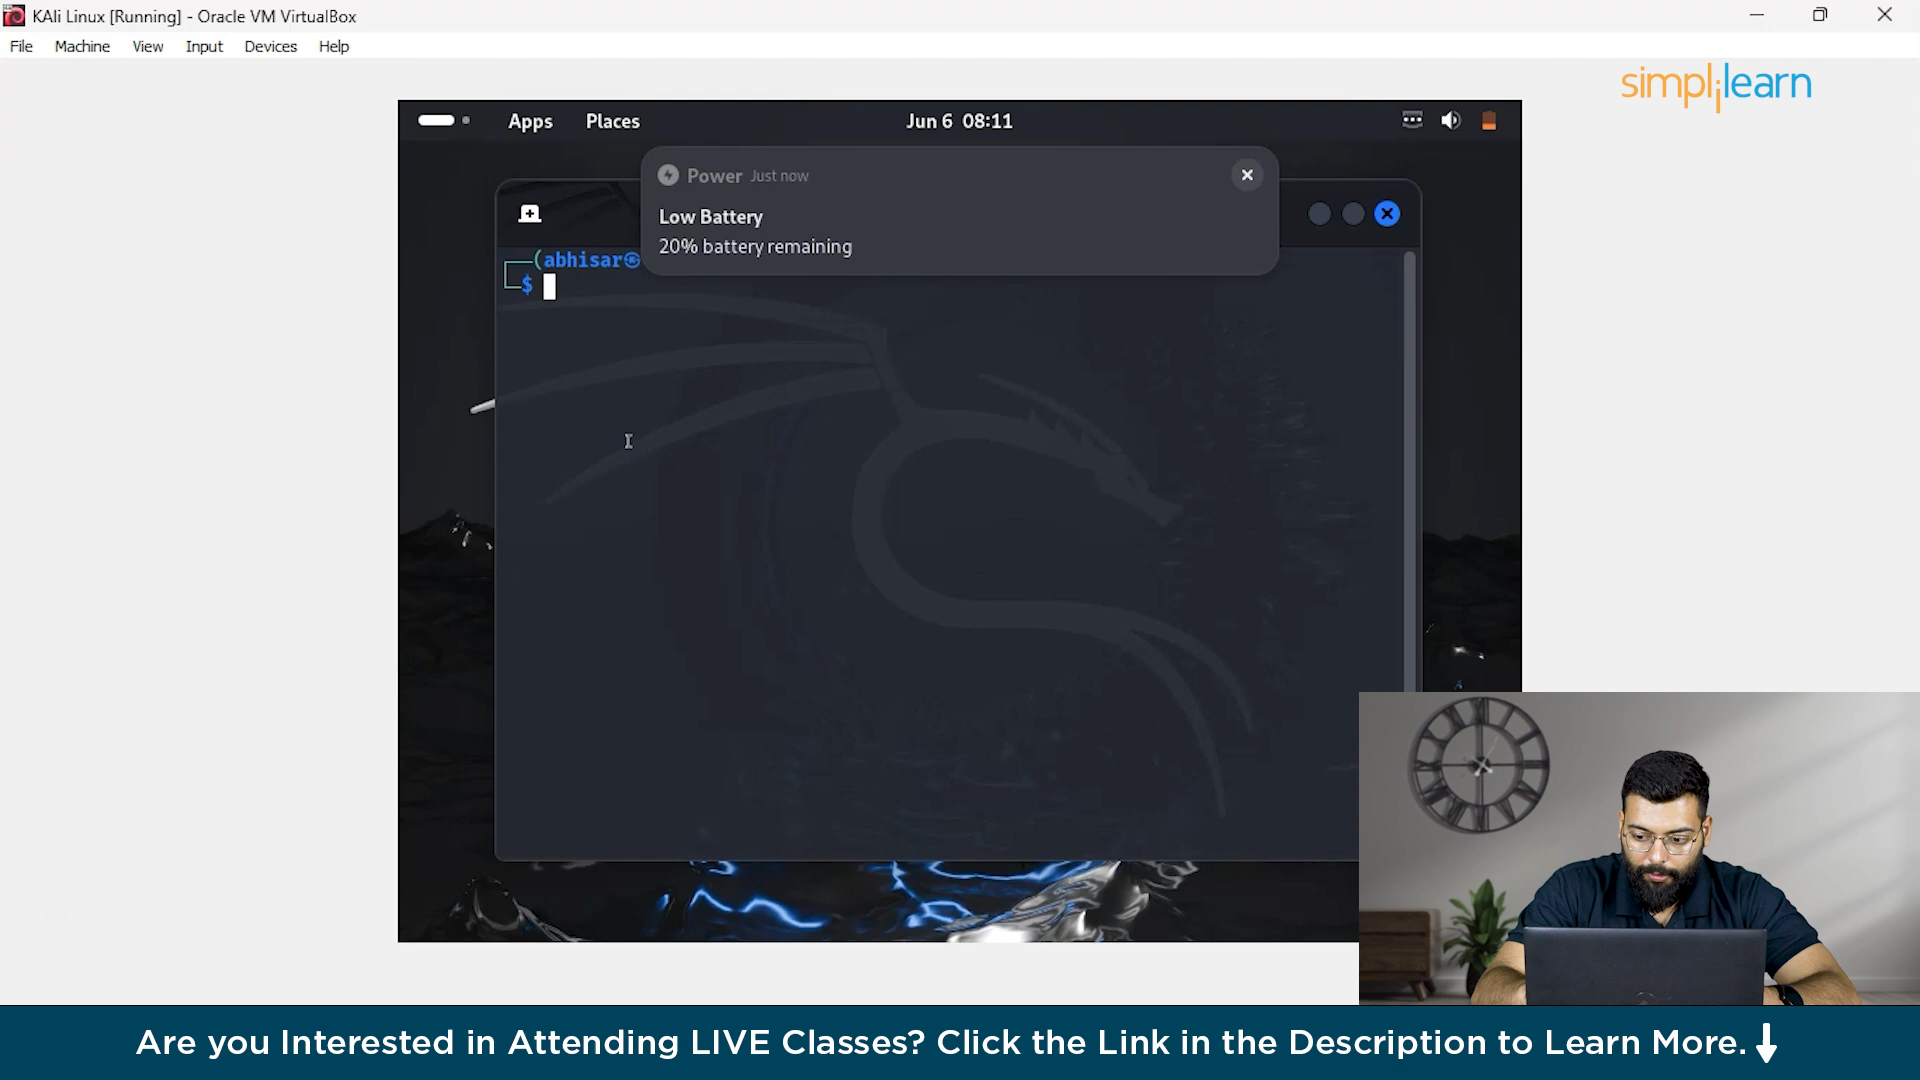 KAli Linux [Running] - Oracle VM VirtualBox
File Machine View Input Devices Help
simplilearn
Apps Places Jun 6 08:11
Power Just now
Low Battery
20% battery remaining
(abhisar
$
Are you Interested in Attending LIVE Classes? Click the Link in the Description to Learn More.